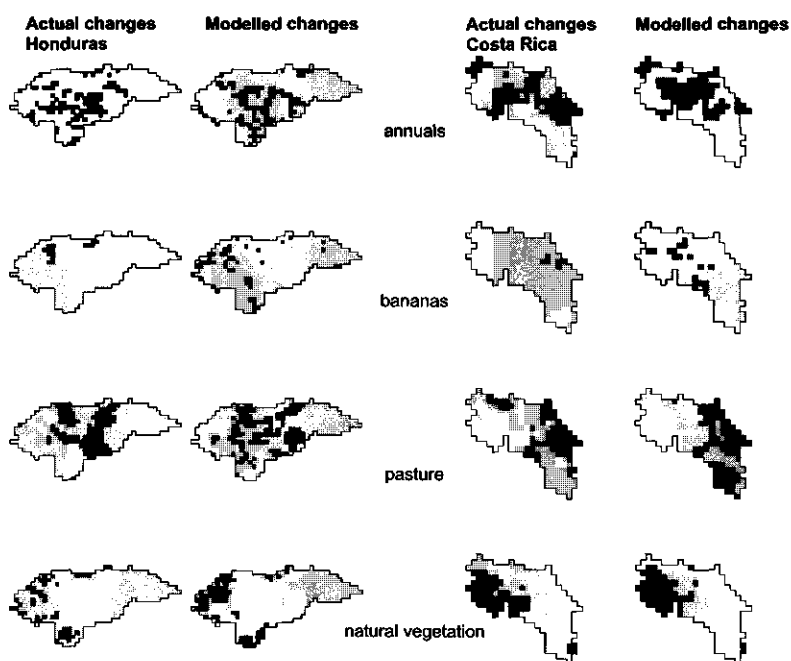 Actual changes
Honduras
Modelled changes
Actual changes
Costa Rica
Modelled changes
annuals
bananas
pasture
natural vegetation